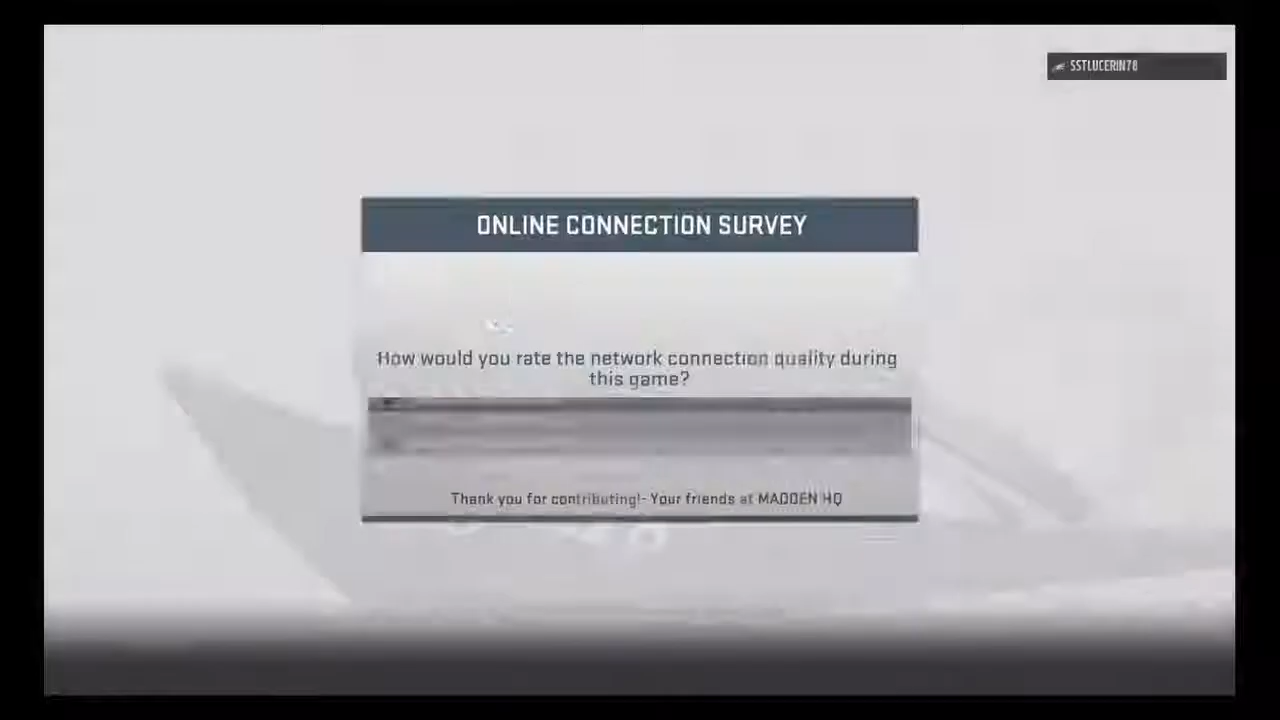 SSTLUCERIN78
ONLINE CONNECTION SURVEY
How would you rate the network connection quality during
this game?
Thank you for contributing!- Your friends at MADDEN HQ